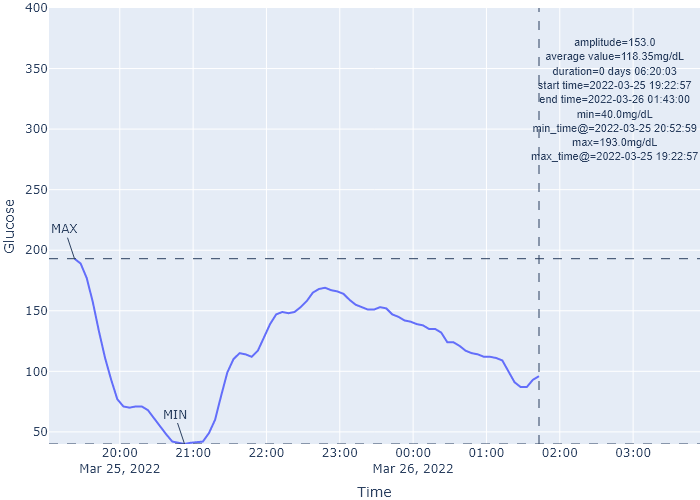 400
350
300
250
200
150
100
50
Glucose
amplitude=153.0
average value=118.35mg/dL
duration=0 days 06:20:03
start time=2022-03-25 19:22:57
end time=2022-03-26 01:43:00
min=40.0mg/dL
min_time@=2022-03-25 20:52:59
max=193.0mg/dL
max_time@=2022-03-25 19:22:57
MAX
MIN
20:00 21:00 22:00 23:00 00:00 01:00 02:00 03:00
Mar 25, 2022 Mar 26, 2022
Time